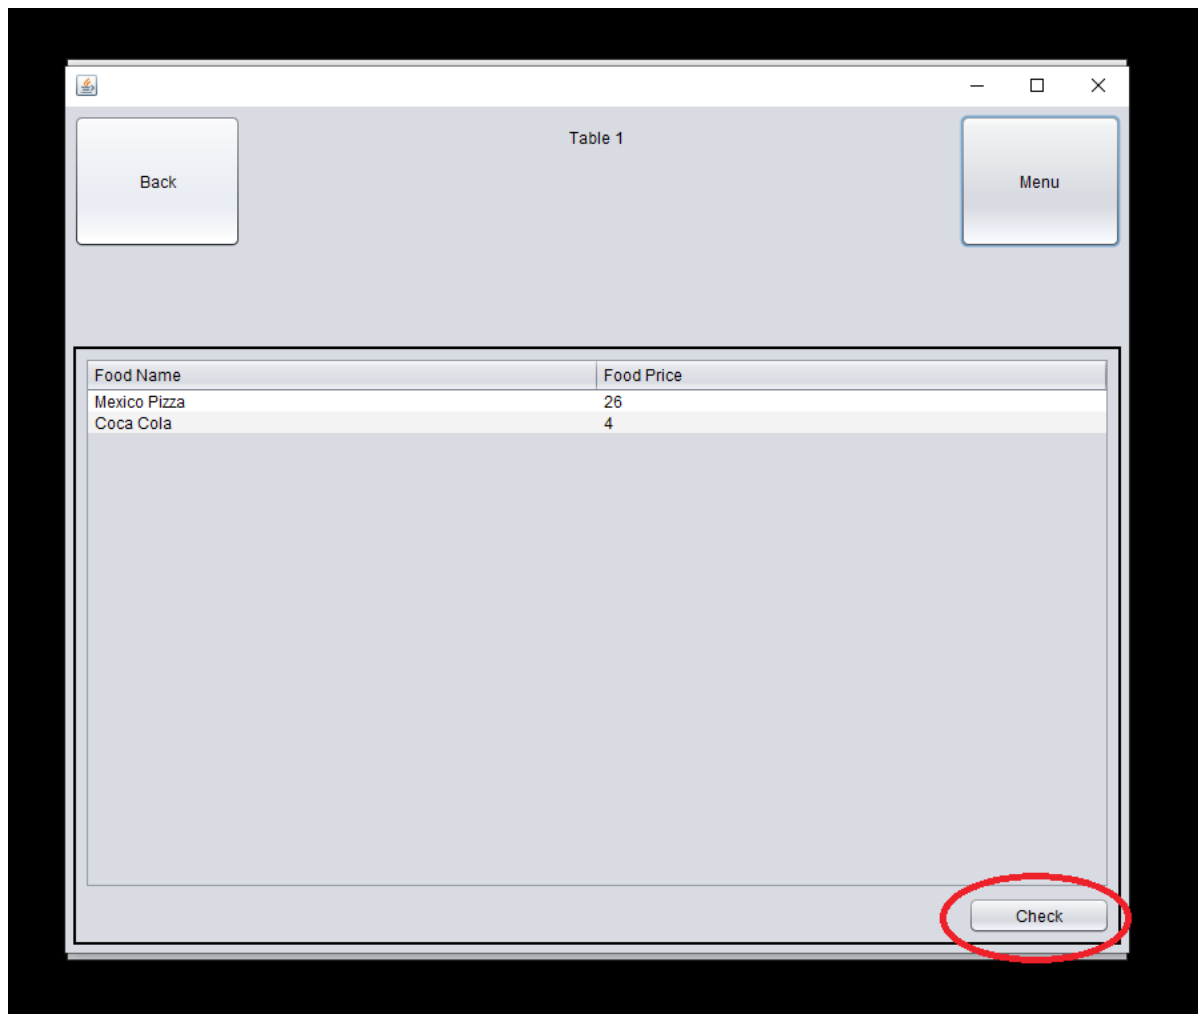 Back
Table 1
Menu
Food Name Food Price
Mexico Pizza 26
Coca Cola 4
Check